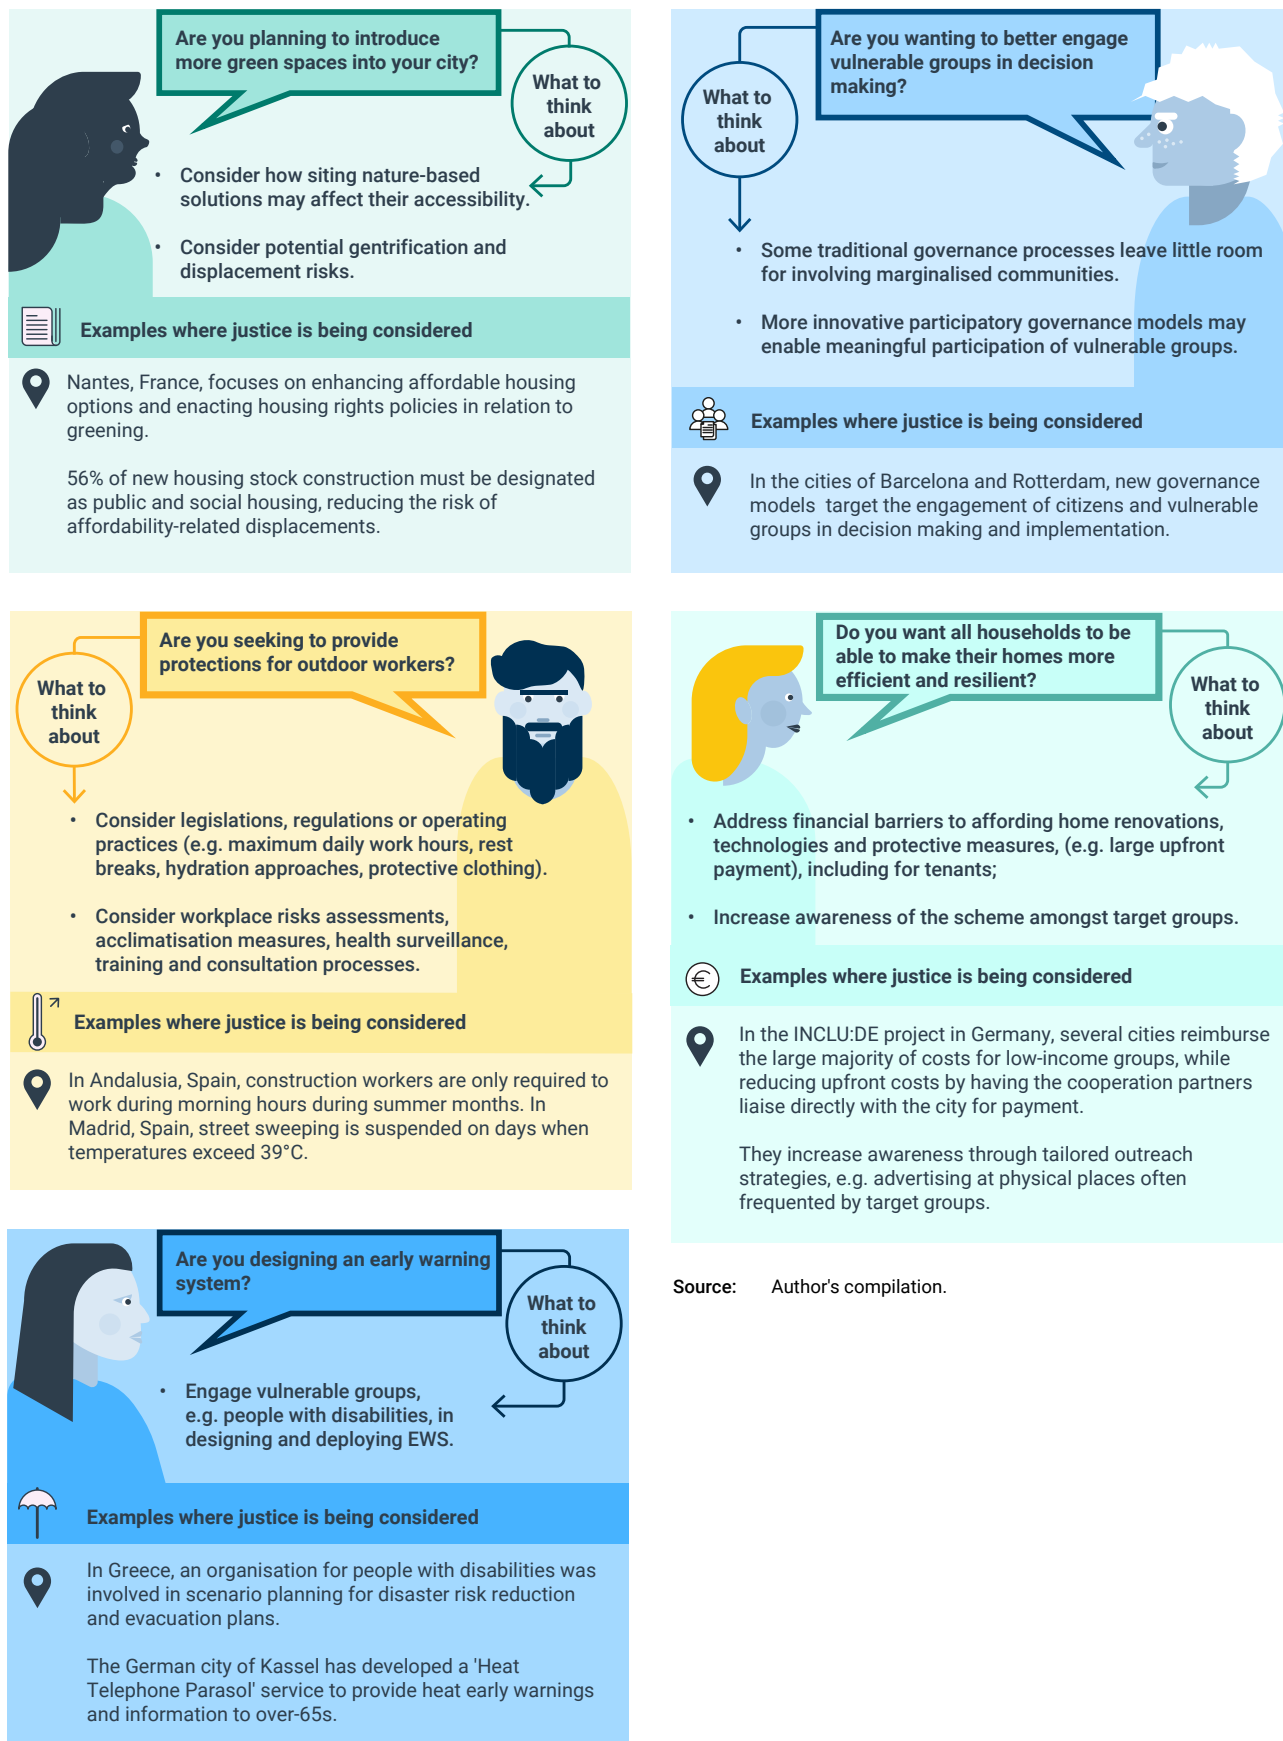 Are you planning to introduce
more green spaces into your city?
What to
think
about
• Consider how siting nature-based
solutions may affect their accessibility.
• Consider potential gentrification and
displacement risks.
Examples where justice is being considered
Nantes, France, focuses on enhancing affordable housing
options and enacting housing rights policies in relation to
greening.
56% of new housing stock construction must be designated
as public and social housing, reducing the risk of
affordability-related displacements.
Are you wanting to better engage
vulnerable groups in decision
making?
What to
think
about
• Some traditional governance processes leave little room
for involving marginalised communities.
• More innovative participatory governance models may
enable meaningful participation of vulnerable groups.
Examples where justice is being considered
In the cities of Barcelona and Rotterdam, new governance
models target the engagement of citizens and vulnerable
groups in decision making and implementation.
Are you seeking to provide
protections for outdoor workers?
What to
think
about
• Consider legislations, regulations or operating
practices (e.g. maximum daily work hours, rest
breaks, hydration approaches, protective clothing).
• Consider workplace risks assessments,
acclimatisation measures, health surveillance,
training and consultation processes.
Examples where justice is being considered
In Andalusia, Spain, construction workers are only required to
work during morning hours during summer months. In
Madrid, Spain, street sweeping is suspended on days when
temperatures exceed 39°C.
Do you want all households to be
able to make their homes more
efficient and resilient?
What to
think
about
• Address financial barriers to affording home renovations,
technologies and protective measures, (e.g. large upfront
payment), including for tenants;
• Increase awareness of the scheme amongst target groups.
€
Examples where justice is being considered
In the INCLU:DE project in Germany, several cities reimburse
the large majority of costs for low-income groups, while
reducing upfront costs by having the cooperation partners
liaise directly with the city for payment.
They increase awareness through tailored outreach
strategies, e.g. advertising at physical places often
frequented by target groups.
Are you designing an early warning
system?
What to
think
about
• Engage vulnerable groups,
e.g. people with disabilities, in
designing and deploying EWS.
Examples where justice is being considered
In Greece, an organisation for people with disabilities was
involved in scenario planning for disaster risk reduction
and evacuation plans.
The German city of Kassel has developed a 'Heat
Telephone Parasol' service to provide heat early warnings
and information to over-65s.
Source: Author's compilation.